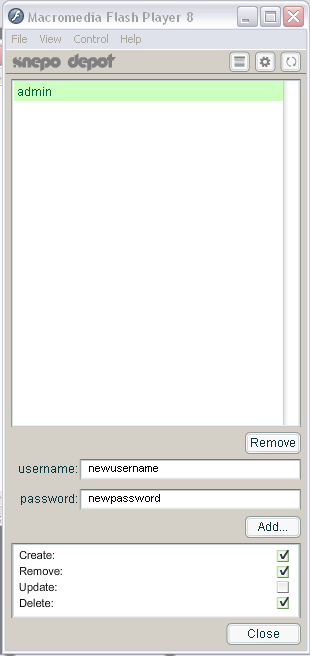 Macromedia Flash Player 8
File View Control Help
snepo depot
admin
Remove
username: newusername
password: newpassword
Add...
Create:
Remove:
Update:
Delete:
Close